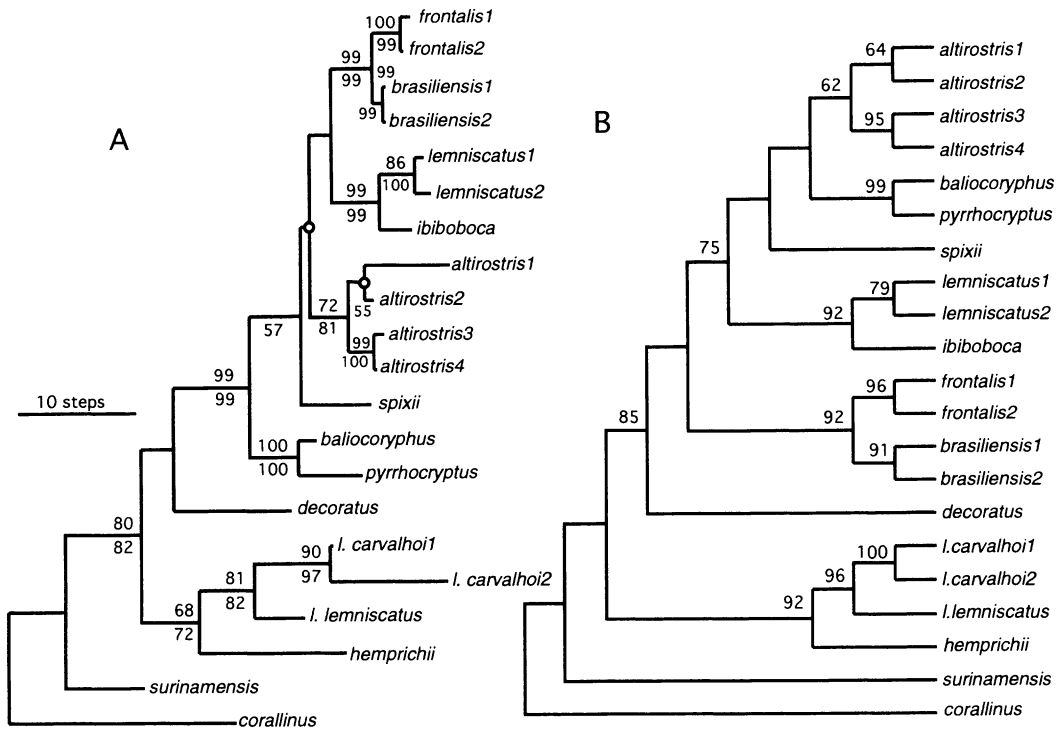 A
100
frontalis1
99
frontalis2
99
99
99
brasiliensis1
99
brasiliensis2
86
lemniscatus1
100
lemniscatus2
99
99
ibiboboca
altirostris1
altirostris2
72
55
81
altirostris3
99
100
altirostris4
57
spixii
99
99
10 steps
100
baliocoryphus
100
pyrrhocryptus
decoratus
80
82
90
l. carvalhoi1
97
l. carvalhoi2
81
82
l. lemniscatus
68
72
hemprichii
surinamensis
corallinus
B
64
altirostris1
altirostris2
62
95
altirostris3
altirostris4
99
baliocoryphus
pyrrhocryptus
75
spixii
79
lemniscatus1
92
lemniscatus2
ibiboboca
96
frontalis1
92
frontalis2
91
brasiliensis1
brasiliensis2
85
decoratus
100
l.carvalhoi1
96
l.carvalhoi2
92
l.lemniscatus
hemprichii
surinamensis
corallinus